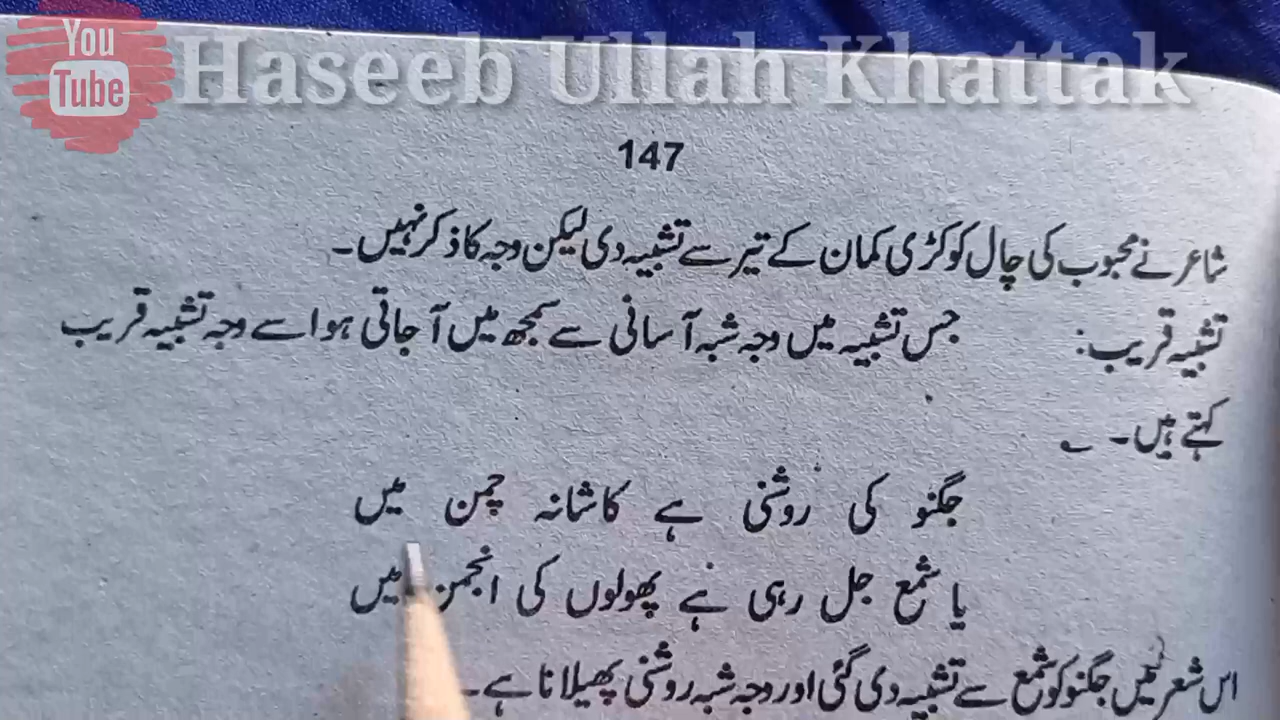 You
Tube
Haseeb Ullah Khattak
147
شاعر نے محبوب کی چال کو کڑی کمان کے تیر سے تشبیہ دی لیکن وجہ کا ذکر نہیں۔
تشبیہ قریب: جس تشبیہ میں وجہ شبہ آسانی سے سمجھ میں آ جاتی ہو اسے وجہ تشبیہ قریب
کہتے ہیں۔ ؎
جگنو کی روشنی ہے کاشانہ چمن میں
یا شمع جل رہی ہے پھولوں کی انجمن میں
اس شعر میں جگنو کو شمع سے تشبیہ دی گئی اور وجہ شبہ روشنی پھیلانا ہے۔